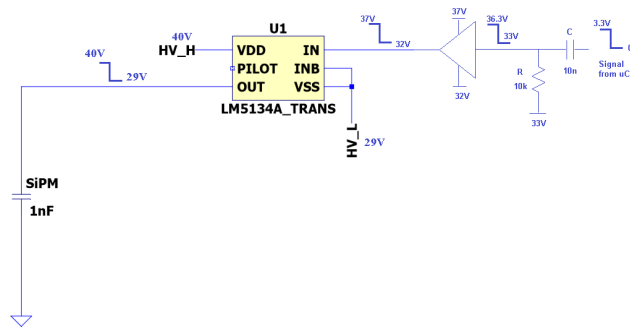 37V
U1
37V
36.3V
3.3V
40V
HV_H
VDD
IN
32V
33V
C
0
40V
PILOT
INB
R
10n
Signal
from uC
29V
OUT
VSS
10k
32V
LM5134A_TRANS
33V
HV_L
29V
SiPM
1nF